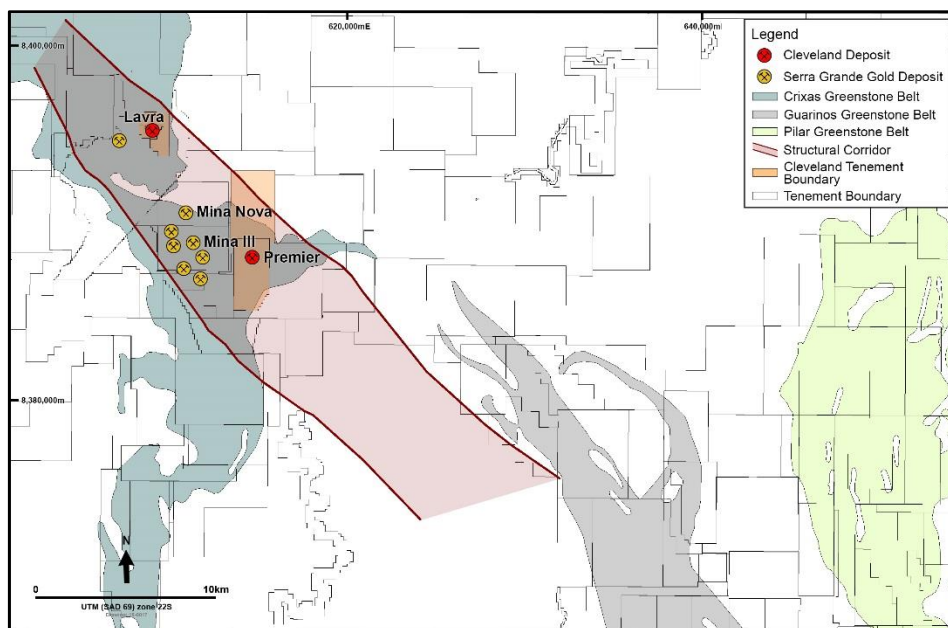 620,000mE
640,000mE
8,400,000m
Legend
Cleveland Deposit
Serra Grande Gold Deposit
Crixas Greenstone Belt
Guarinos Greenstone Belt
Pilar Greenstone Belt
Structural Corridor
Cleveland Tenement
Boundary
Tenement Boundary
Lavra
Mina Nova
Mina III
Premier
8,380,000m
N
0 10km
UTM (SAD 69) zone 22S